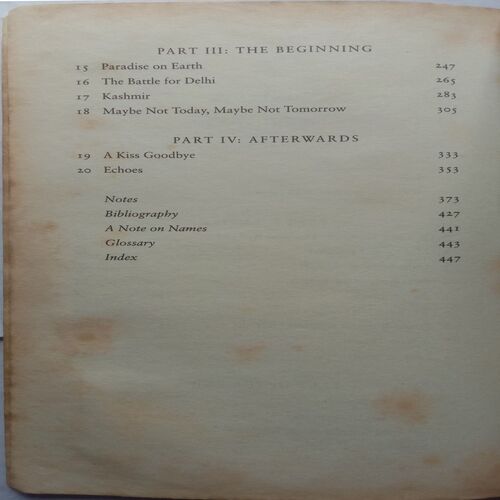 PART III: THE BEGINNING
15 Paradise on Earth 247
16 The Battle for Delhi 265
17 Kashmir 283
18 Maybe Not Today, Maybe Not Tomorrow 305
PART IV: AFTERWARDS
19 A Kiss Goodbye 333
20 Echoes 353
Notes 373
Bibliography 427
A Note on Names 441
Glossary 443
Index 447